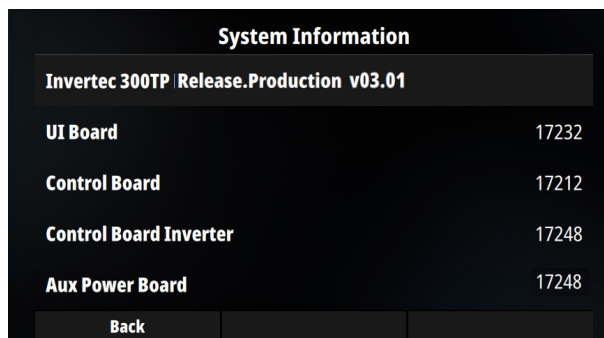 System Information
Invertec 300TP Release.Production v03.01
UI Board 17232
Control Board 17212
Control Board Inverter 17248
Aux Power Board 17248
Back